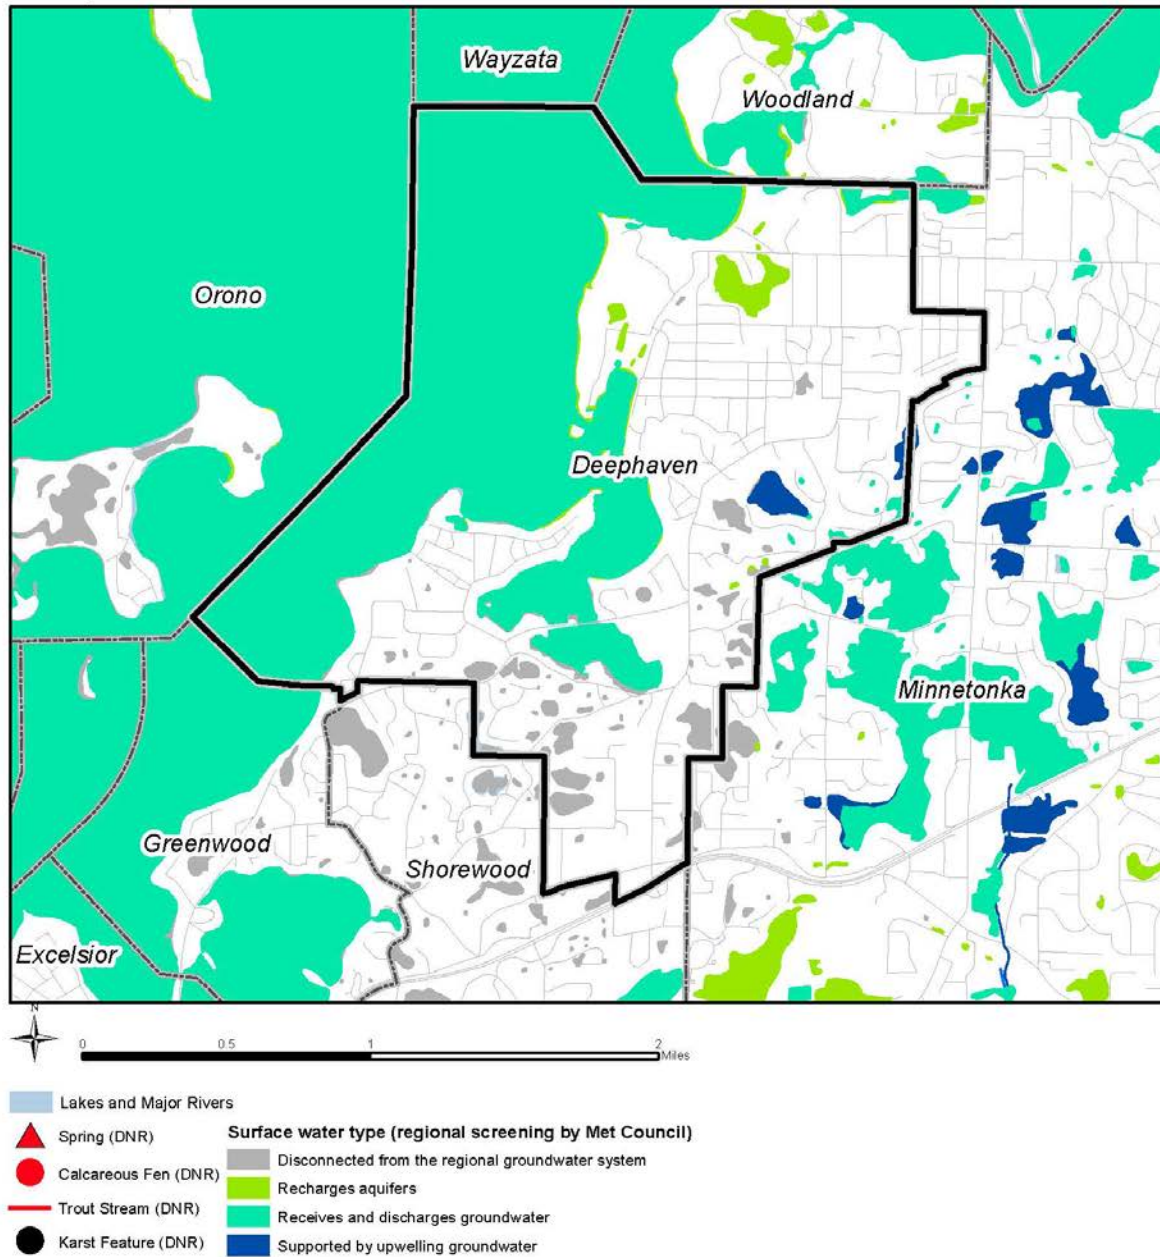 Wayzata
Woodland
Orono
Deephaven
Minnetonka
Greenwood
Shorewood
Excelsior
N
0 0.5 1 2 Miles
Lakes and Major Rivers
Spring (DNR)
Calcareous Fen (DNR)
Trout Stream (DNR)
Karst Feature (DNR)
Surface water type (regional screening by Met Council)
Disconnected from the regional groundwater system
Recharges aquifers
Receives and discharges groundwater
Supported by upwelling groundwater